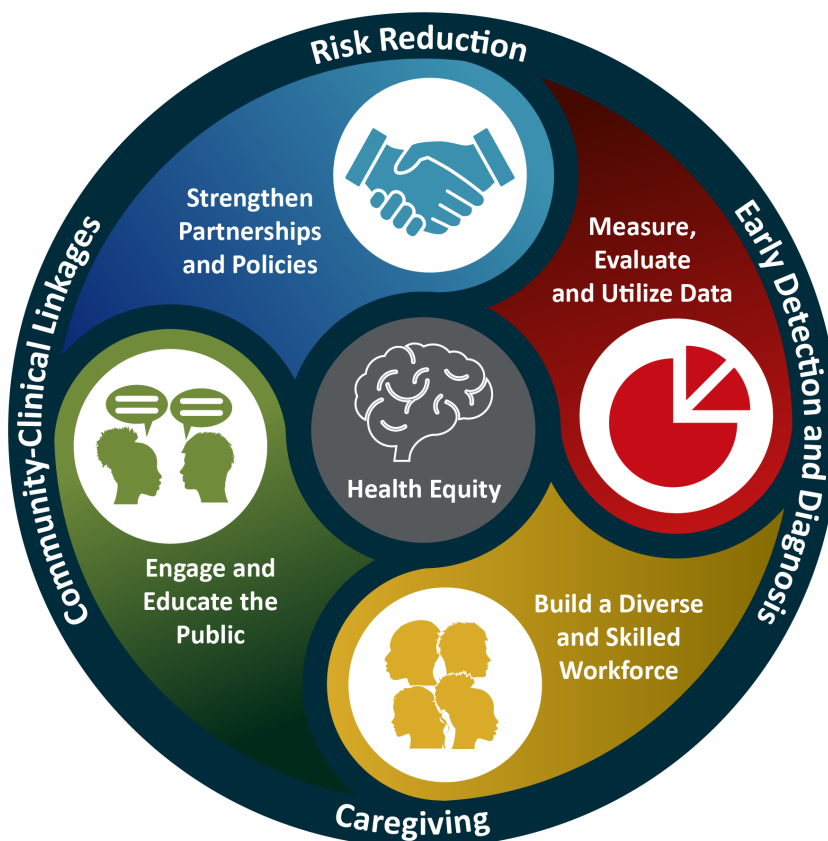 Risk Reduction
Strengthen
Partnerships
and Policies
Measure,
Evaluate
and Utilize Data
Early Detection and Diagnosis
Community-Clinical Linkages
Health Equity
Engage and
Educate the
Public
Build a Diverse
and Skilled
Workforce
Caregiving